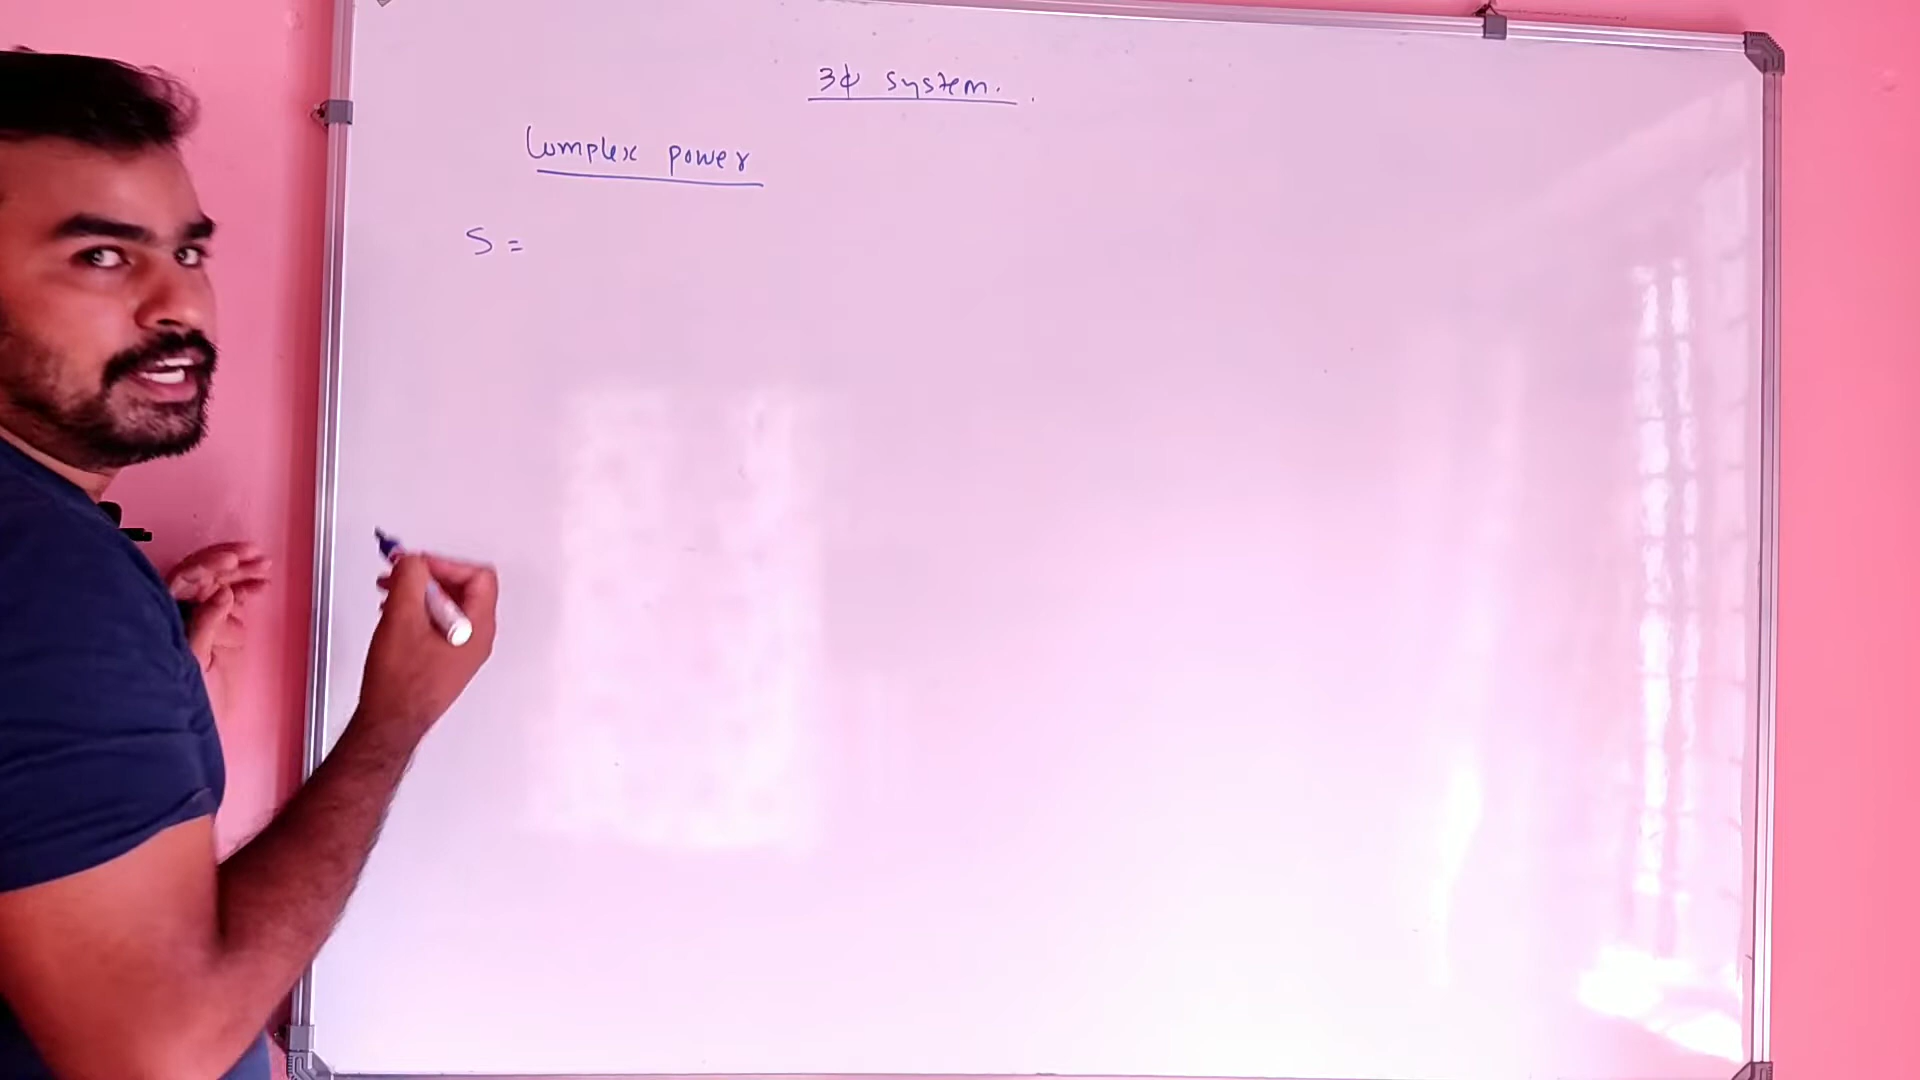 3φ system.
Complex power
S =